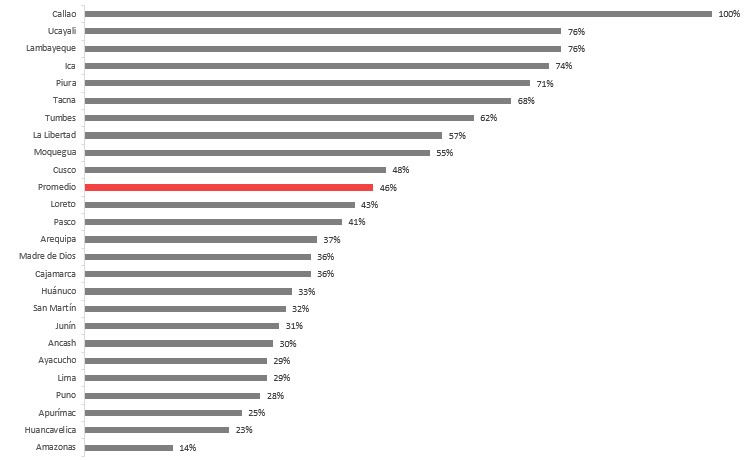 Callao 100%
Ucayali 76%
Lambayeque 76%
Ica 74%
Piura 71%
Tacna 68%
Tumbes 62%
La Libertad 57%
Moquegua 55%
Cusco 48%
Promedio 46%
Loreto 43%
Pasco 41%
Arequipa 37%
Madre de Dios 36%
Cajamarca 36%
Huánuco 33%
San Martín 32%
Junín 31%
Ancash 30%
Ayacucho 29%
Lima 29%
Puno 28%
Apurímac 25%
Huancavelica 23%
Amazonas 14%